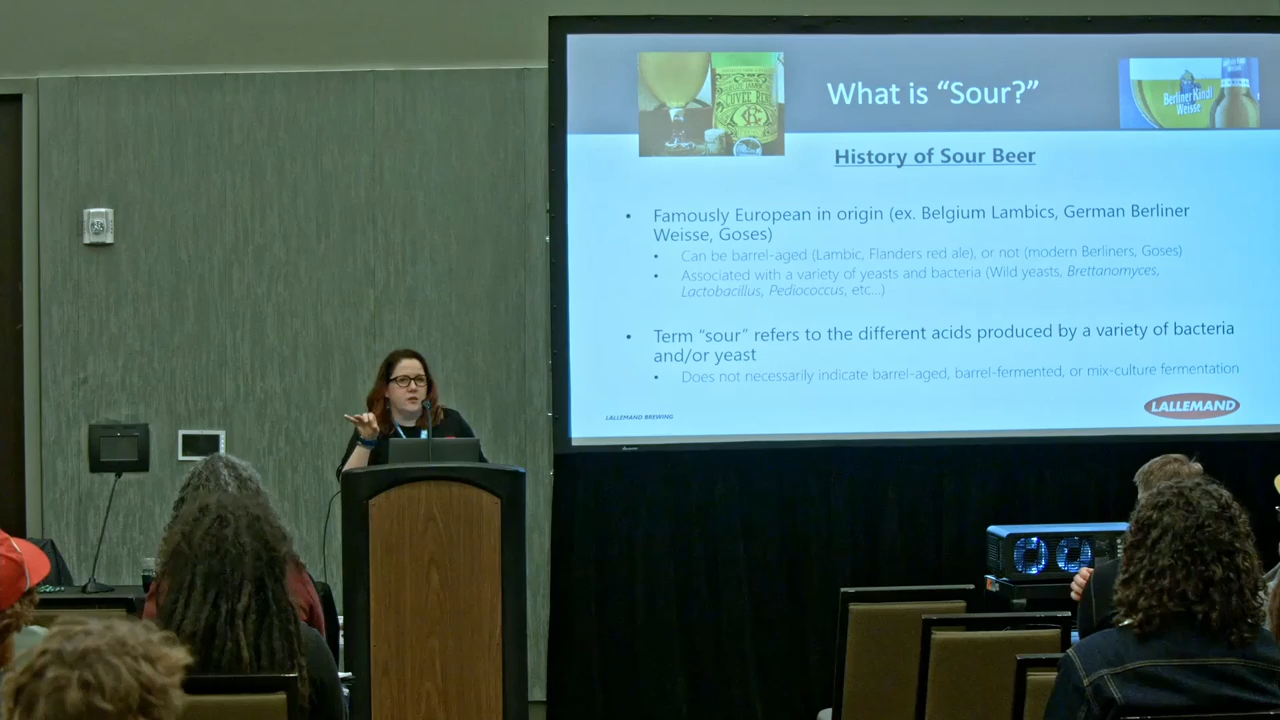 What is “Sour?”
CUVÉE RENÉ
Berliner Kindl
Weisse
History of Sour Beer
• Famously European in origin (ex. Belgium Lambics, German Berliner
Weisse, Goses)
• Can be barrel-aged (Lambic, Flanders red ale), or not (modern Berliners, Goses)
• Associated with a variety of yeasts and bacteria (Wild yeasts, Brettanomyces,
Lactobacillus, Pediococcus, etc...)
• Term “sour” refers to the different acids produced by a variety of bacteria
and/or yeast
• Does not necessarily indicate barrel-aged, barrel-fermented, or mix-culture fermentation
LALLEMAND BREWING
LALLEMAND